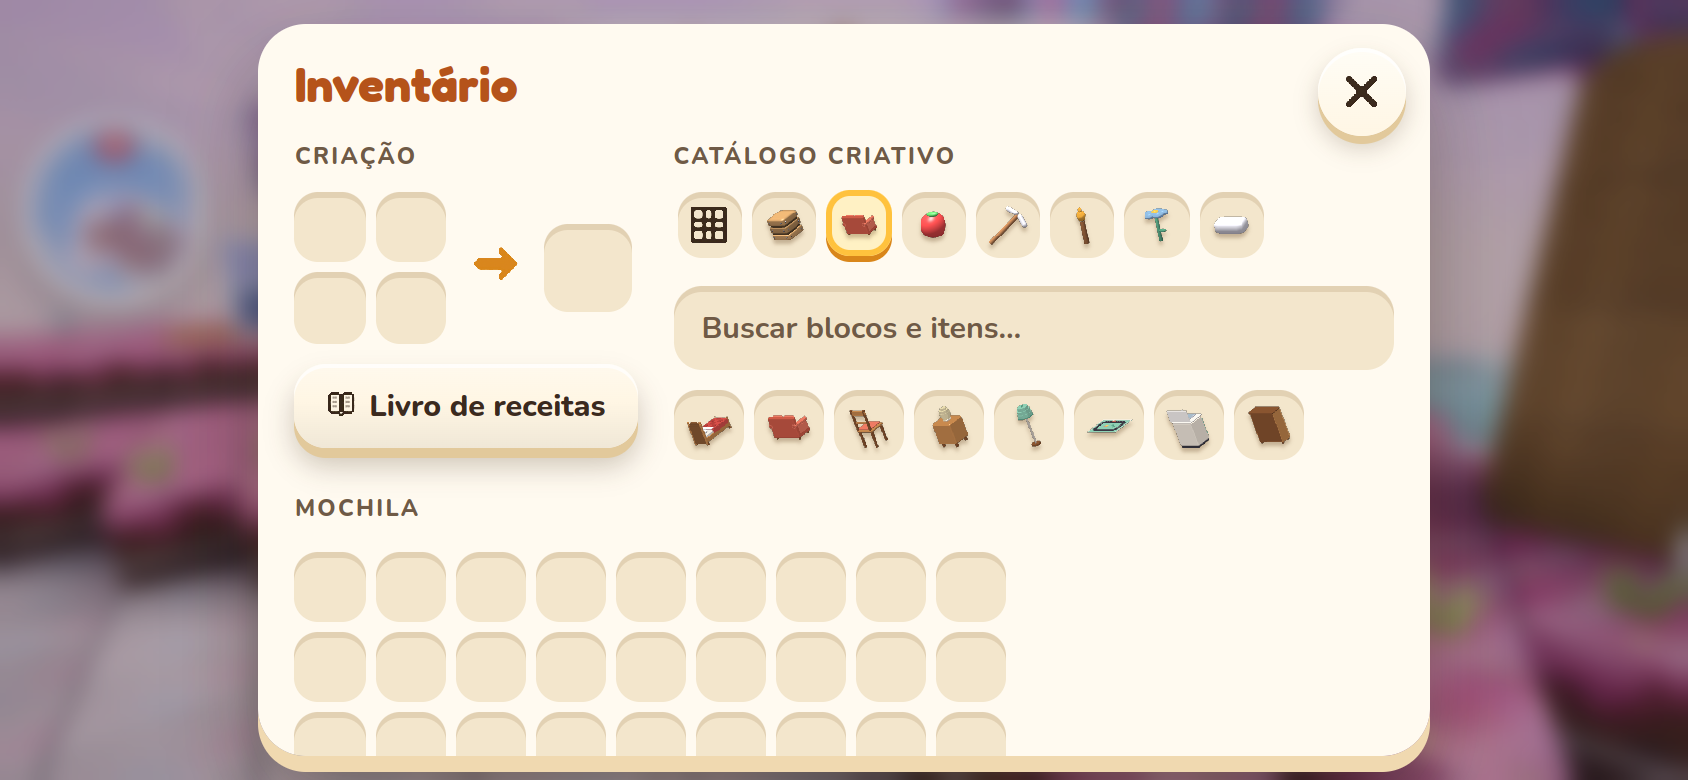 Inventário
CRIAÇÃO
CATÁLOGO CRIATIVO
Buscar blocos e itens...
Livro de receitas
MOCHILA